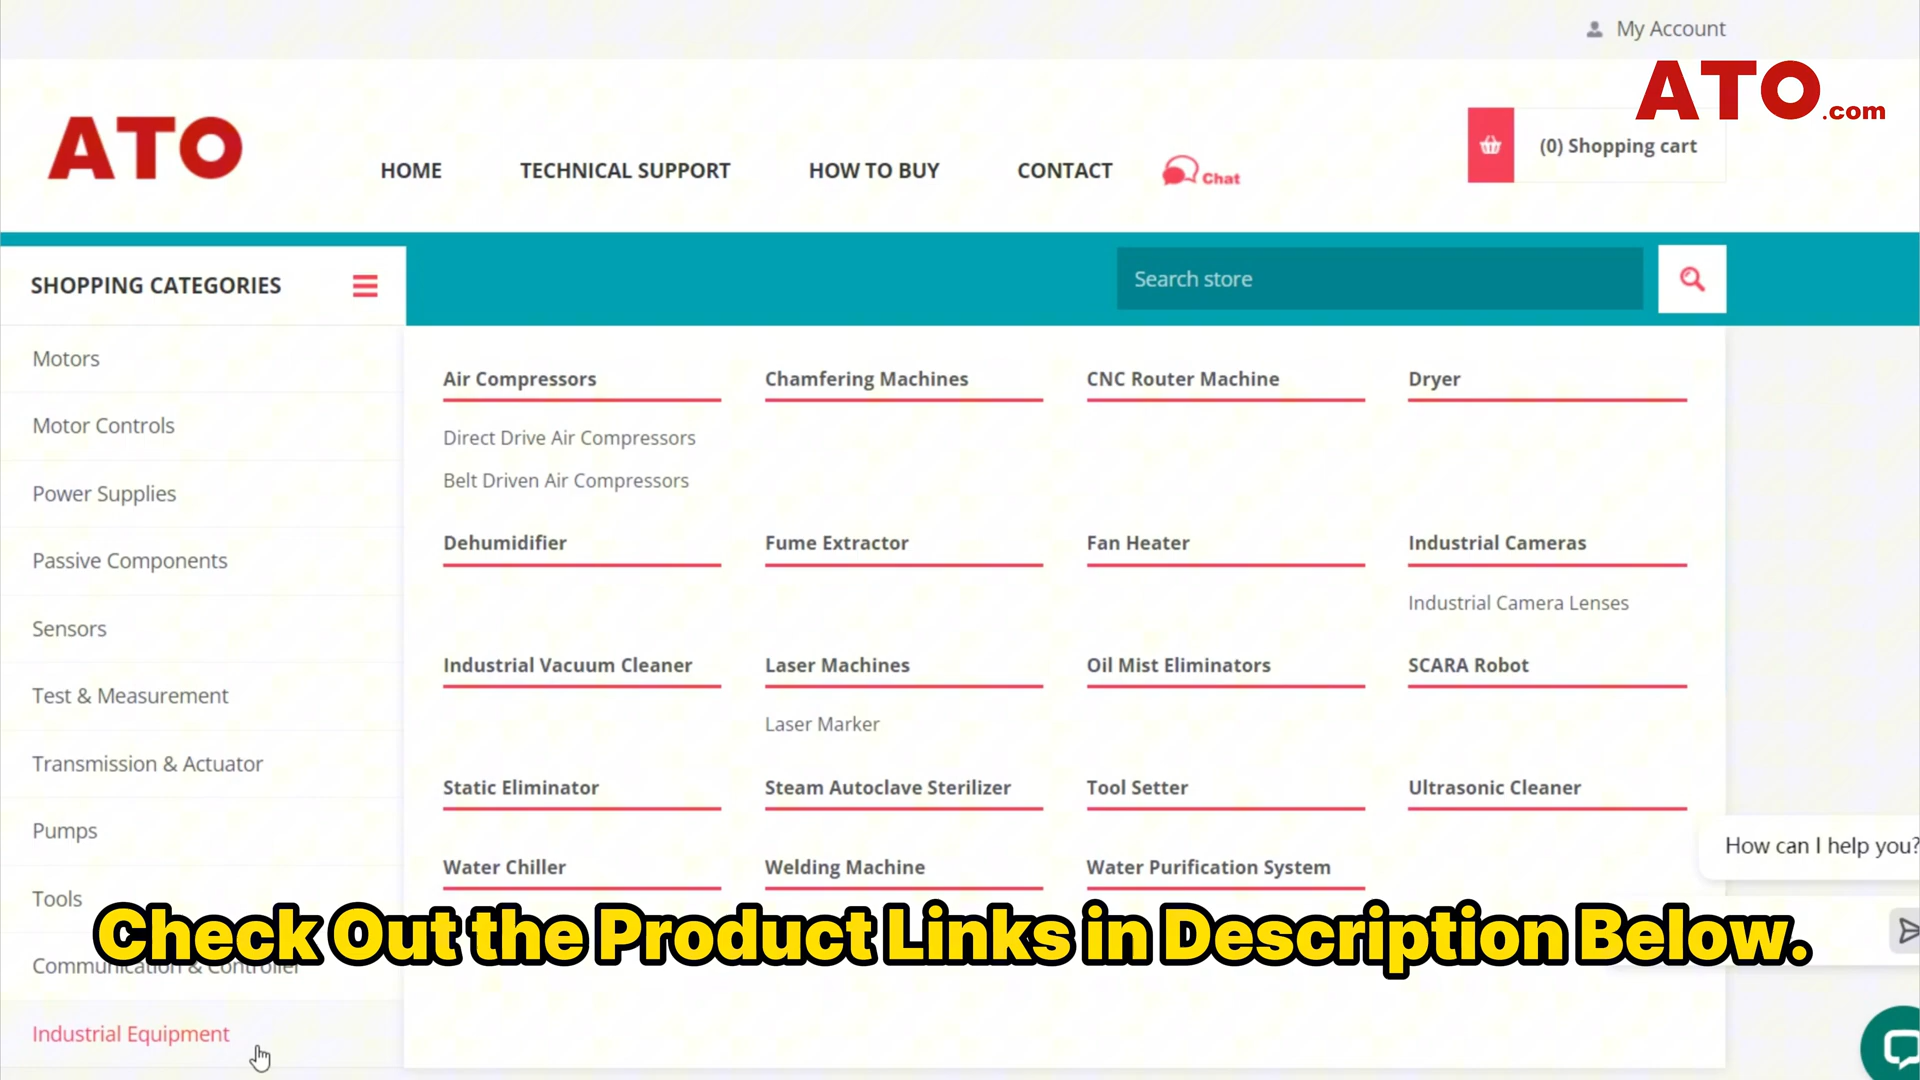 My Account
ATO.com
ATO
HOME
TECHNICAL SUPPORT
HOW TO BUY
CONTACT
Chat
(0) Shopping cart
SHOPPING CATEGORIES
Search store
Motors
Motor Controls
Power Supplies
Passive Components
Sensors
Test & Measurement
Transmission & Actuator
Pumps
Tools
Communication & Controller
Industrial Equipment
Air Compressors
Direct Drive Air Compressors
Belt Driven Air Compressors
Chamfering Machines
CNC Router Machine
Dryer
Dehumidifier
Fume Extractor
Fan Heater
Industrial Cameras
Industrial Camera Lenses
Industrial Vacuum Cleaner
Laser Machines
Laser Marker
Oil Mist Eliminators
SCARA Robot
Static Eliminator
Steam Autoclave Sterilizer
Tool Setter
Ultrasonic Cleaner
Water Chiller
Welding Machine
Water Purification System
How can I help you?
Check Out the Product Links in Description Below.